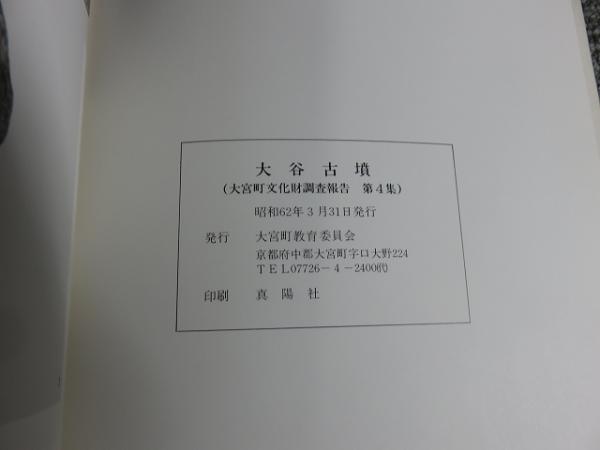 大谷古墳
(大宮町文化財調査報告 第4集)
昭和62年3月31日発行
発行 大宮町教育委員会
京都府中郡大宮町字口大野224
TEL07726-4-2400代
印刷 真陽社